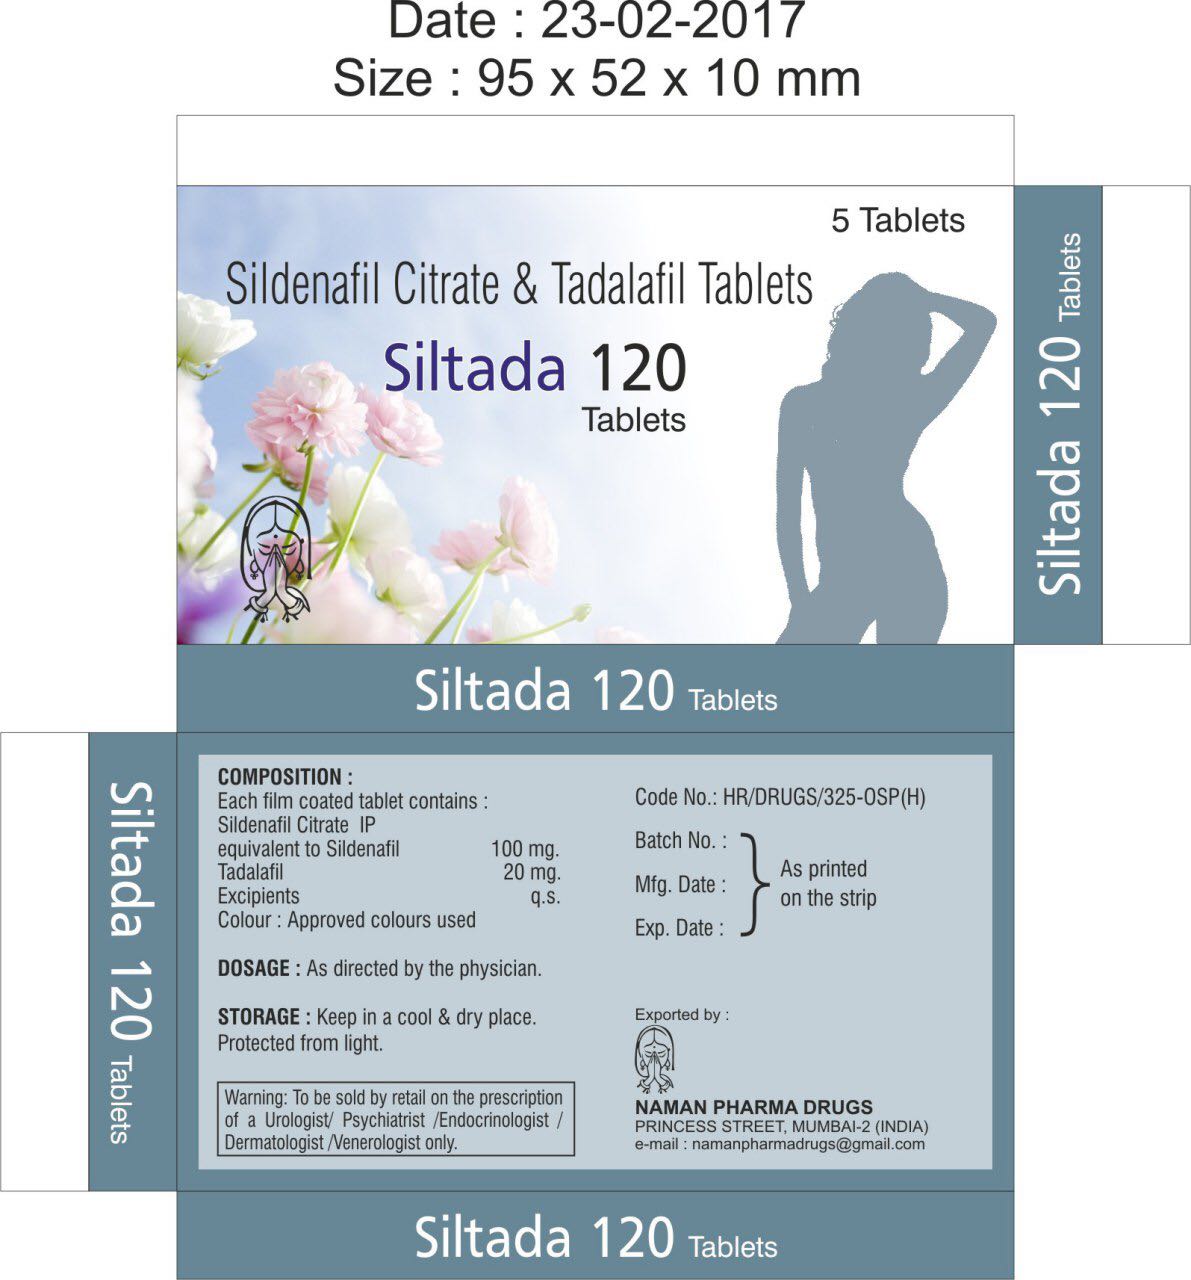 Date : 23-02-2017
Size : 95 x 52 x 10 mm
5 Tablets
Sildenafil Citrate & Tadalafil Tablets
Siltada 120
Tablets
Siltada 120 Tablets
Siltada 120 Tablets
Siltada 120 Tablets
COMPOSITION :
Each film coated tablet contains :
Sildenafil Citrate IP
equivalent to Sildenafil 100 mg.
Tadalafil 20 mg.
Excipients q.s.
Colour : Approved colours used
DOSAGE : As directed by the physician.
STORAGE : Keep in a cool & dry place.
Protected from light.
Warning: To be sold by retail on the prescription
of a Urologist/ Psychiatrist /Endocrinologist /
Dermatologist /Venerologist only.
Code No.: HR/DRUGS/325-OSP(H)
Batch No. :
Mfg. Date :
Exp. Date :
As printed
on the strip
Exported by :
NAMAN PHARMA DRUGS
PRINCESS STREET, MUMBAI-2 (INDIA)
e-mail : namanpharmadrugs@gmail.com
Siltada 120 Tablets